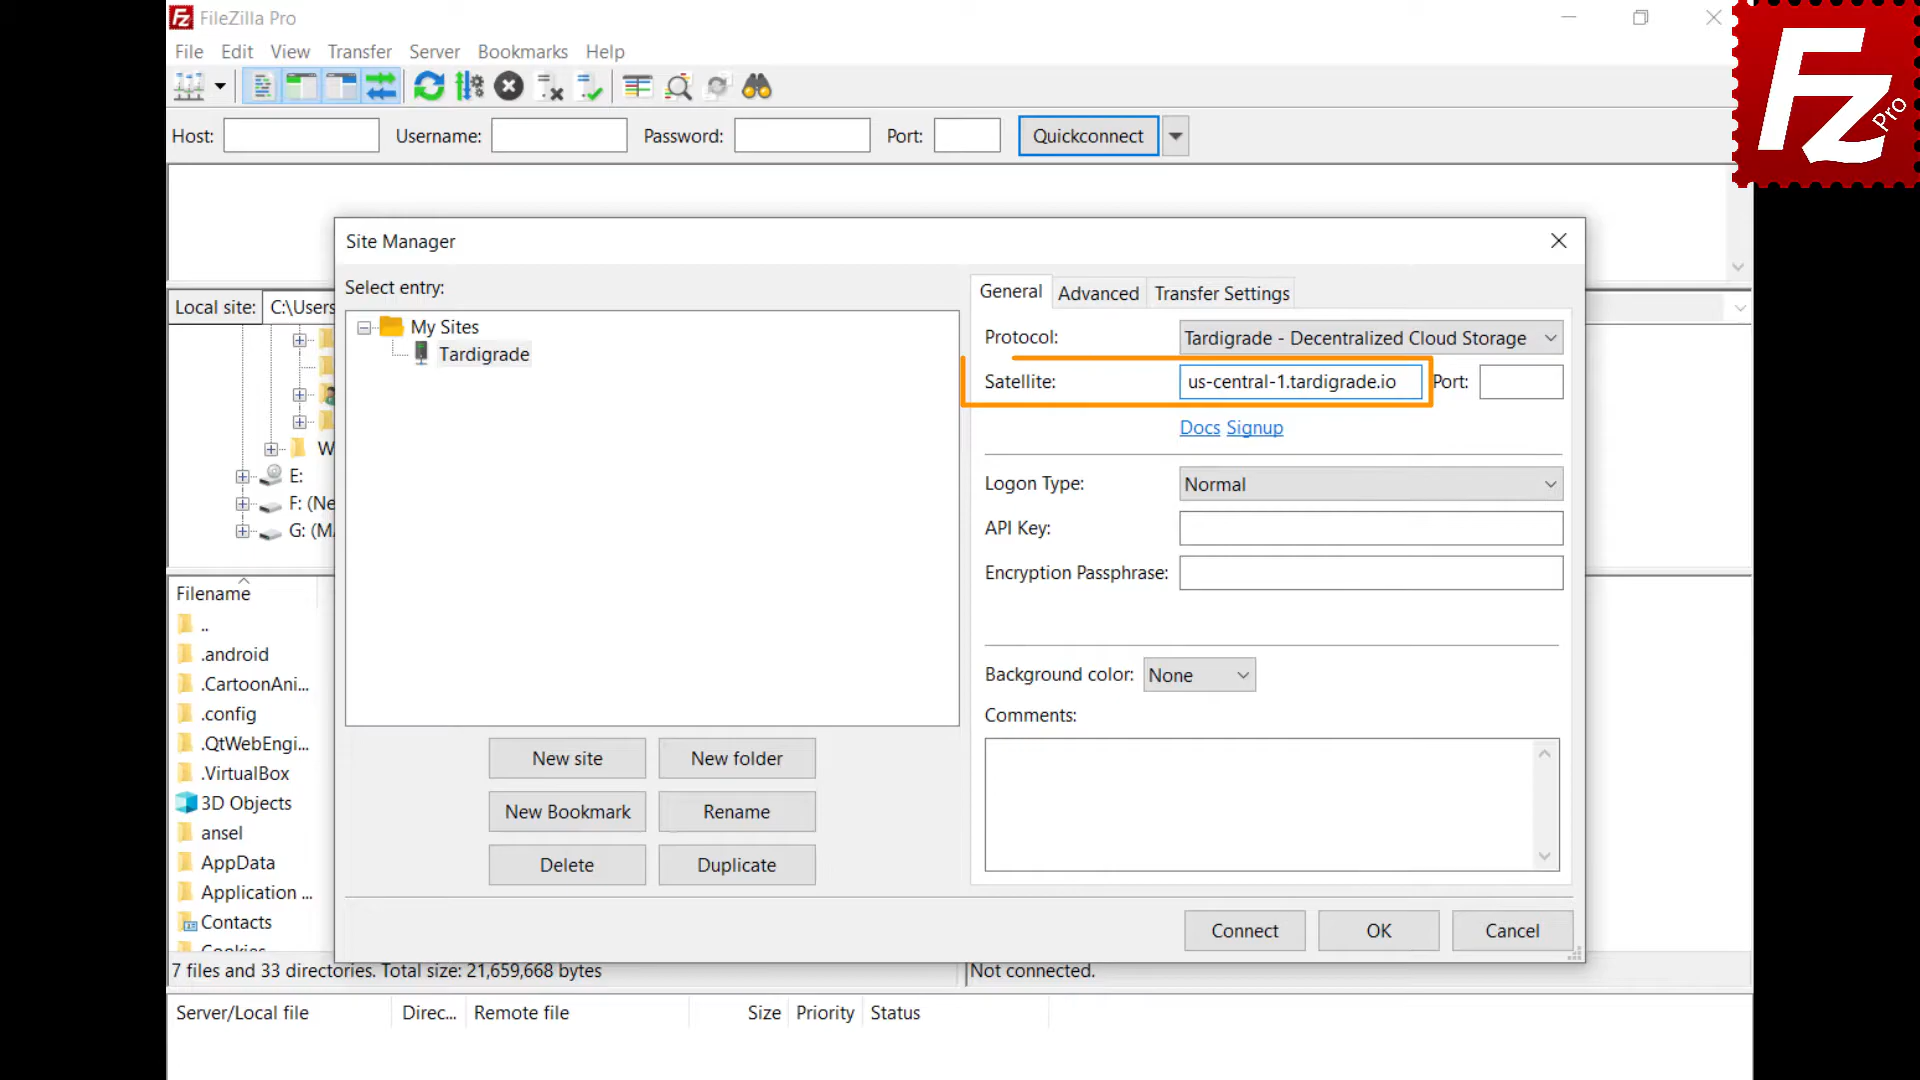 FileZilla Pro
File Edit View Transfer Server Bookmarks Help
Host: Username: Password: Port: Quickconnect
Fz Pro
Site Manager
Select entry:
My Sites
Tardigrade
General Advanced Transfer Settings
Protocol: Tardigrade - Decentralized Cloud Storage
Satellite: us-central-1.tardigrade.io Port:
Docs Signup
Logon Type: Normal
API Key:
Encryption Passphrase:
Background color: None
Comments:
New site New folder
New Bookmark Rename
Delete Duplicate
Connect OK Cancel
Local site: C:\Users
W
E:
F: (Ne
G: (MA
Filename
..
.android
.CartoonAni...
.config
.QtWebEngi...
.VirtualBox
3D Objects
ansel
AppData
Application ...
Contacts
Cookies
7 files and 33 directories. Total size: 21,659,668 bytes
Not connected.
Server/Local file Direc... Remote file Size Priority Status